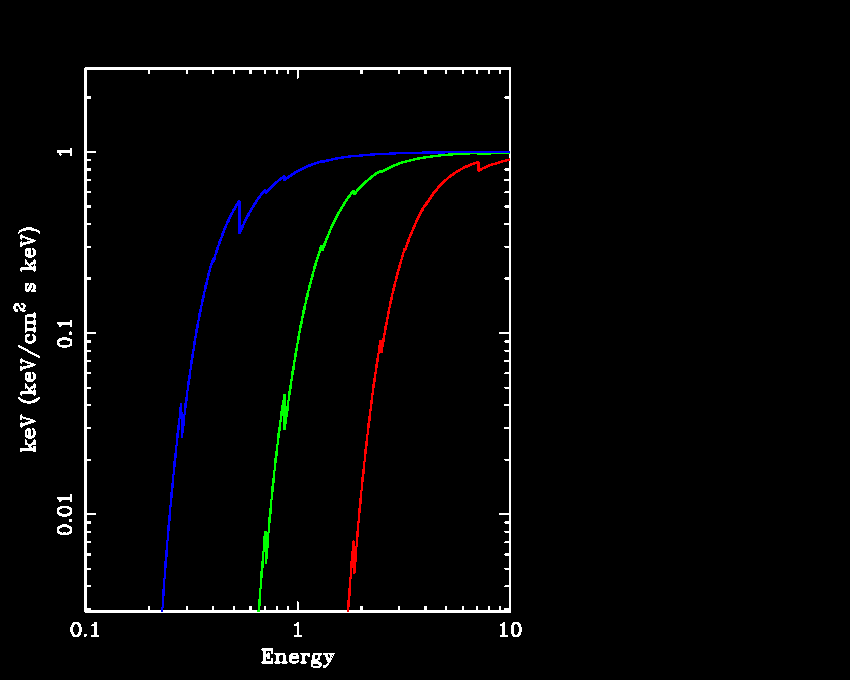 1
0.1
0.01
keV (keV/cm² s keV)
0.1 1 10
Energy